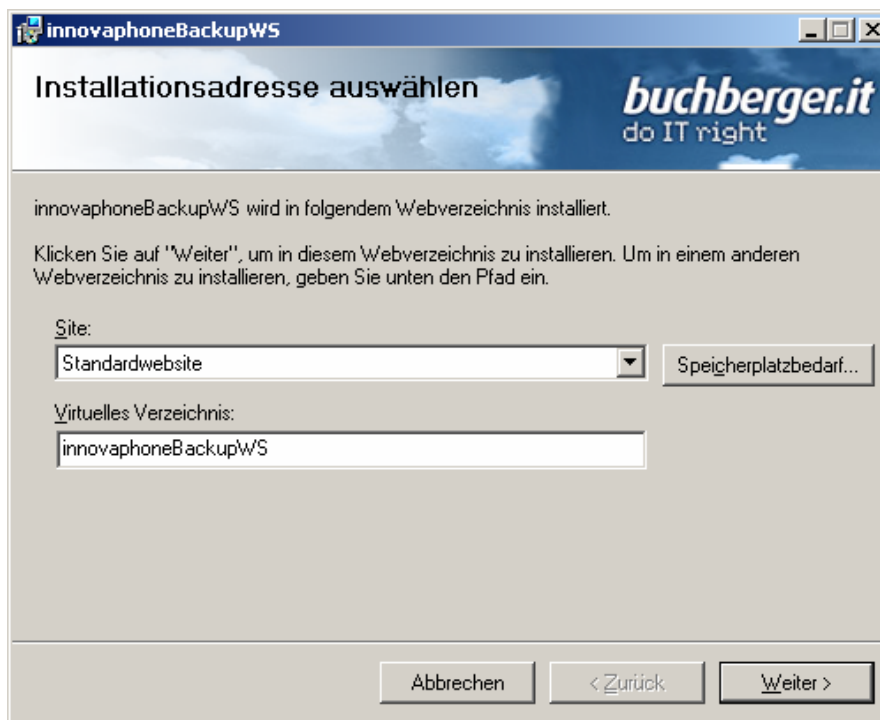 innovaphoneBackupWS
Installationsadresse auswählen
buchberger.it
do IT right
innovaphoneBackupWS wird in folgendem Webverzeichnis installiert.
Klicken Sie auf "Weiter", um in diesem Webverzeichnis zu installieren. Um in einem anderen
Webverzeichnis zu installieren, geben Sie unten den Pfad ein.
Site:
Standardwebsite
Speicherplatzbedarf...
Virtuelles Verzeichnis:
innovaphoneBackupWS
Abbrechen
< Zurück
Weiter >